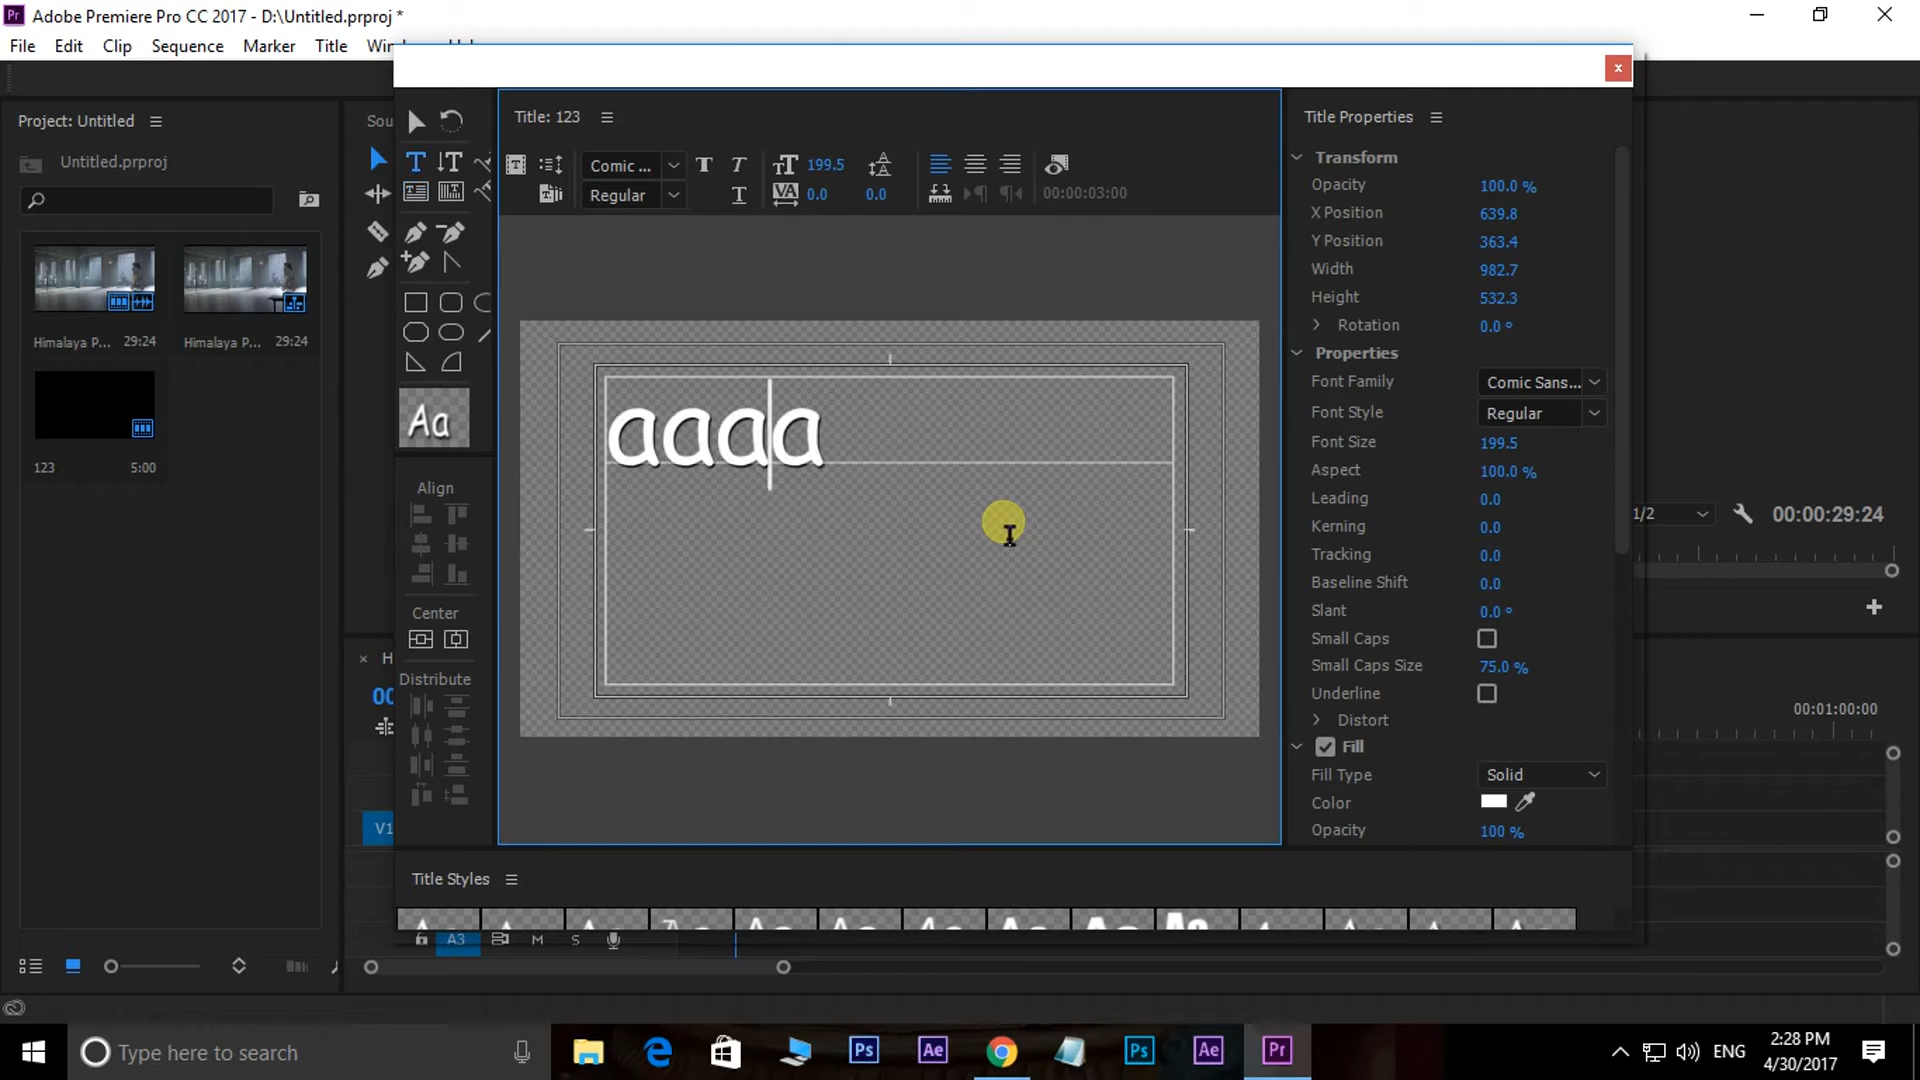 Adobe Premiere Pro CC 2017 - D:\Untitled.prproj *
File Edit Clip Sequence Marker Title
Project: Untitled
Untitled.prproj
Himalaya P... 29:24
Himalaya P... 29:24
123 5:00
Sou
Title: 123
Comic ...
Regular
199.5
0.0
0.0
00:00:03:00
aaaa
Aa
Align
Center
Distribute
Title Properties
Transform
Opacity 100.0 %
X Position 639.8
Y Position 363.4
Width 982.7
Height 532.3
Rotation 0.0 °
Properties
Font Family Comic Sans...
Font Style Regular
Font Size 199.5
Aspect 100.0 %
Leading 0.0
Kerning 0.0
Tracking 0.0
Baseline Shift 0.0
Slant 0.0 °
Small Caps
Small Caps Size 75.0 %
Underline
Distort
Fill
Fill Type Solid
Color
Opacity 100 %
1/2
00:00:29:24
H
00
00:01:00:00
V1
Title Styles
A3 M S
Type here to search
Ps Ae Ps Ae Pr
ENG
2:28 PM
4/30/2017